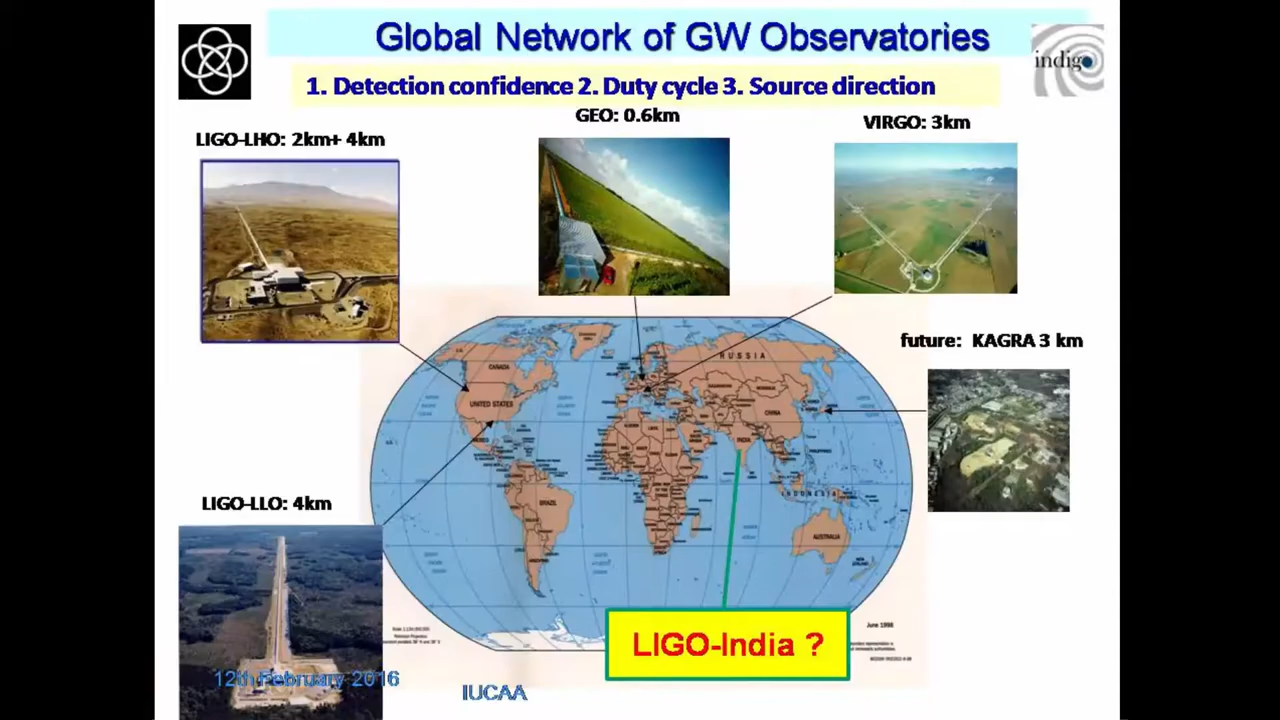 Global Network of GW Observatories
indigo
1. Detection confidence 2. Duty cycle 3. Source direction
GEO: 0.6km
VIRGO: 3km
LIGO-LHO: 2km+ 4km
future: KAGRA 3 km
RUSSIA
CANADA
UNITED STATES
CHINA
MEXICO
INDIA
LIGO-LLO: 4km
BRAZIL
INDONESIA
AUSTRALIA
LIGO-India ?
June 1998
12th February 2016
IUCAA